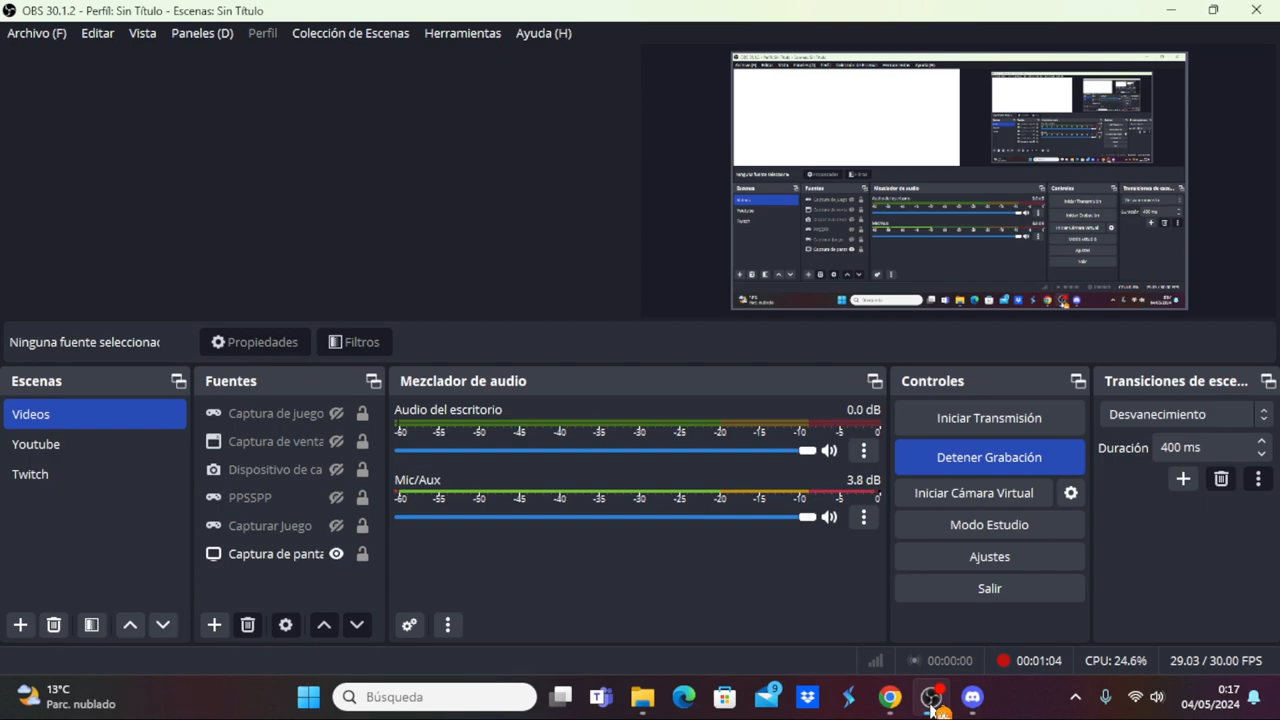 OBS 30.1.2 - Perfil: Sin Título - Escenas: Sin Título
Archivo (F) Editar Vista Paneles (D) Perfil Colección de Escenas Herramientas Ayuda (H)
Ninguna fuente seleccionad Propiedades Filtros
Escenas Fuentes Mezclador de audio Controles Transiciones de esce...
Videos
Youtube
Twitch
Captura de juego
Captura de venta
Dispositivo de ca
PPSSPP
Capturar Juego
Captura de panta
Audio del escritorio 0.0 dB
-60 -55 -50 -45 -40 -35 -30 -25 -20 -15 -10 -5 0
Mic/Aux 3.8 dB
-60 -55 -50 -45 -40 -35 -30 -25 -20 -15 -10 -5 0
Iniciar Transmisión
Detener Grabación
Iniciar Cámara Virtual
Modo Estudio
Ajustes
Salir
Desvanecimiento
Duración 400 ms
00:00:00 00:01:04 CPU: 24.6% 29.03 / 30.00 FPS
13°C
Parc. nublado
Búsqueda
9
0:17
04/05/2024